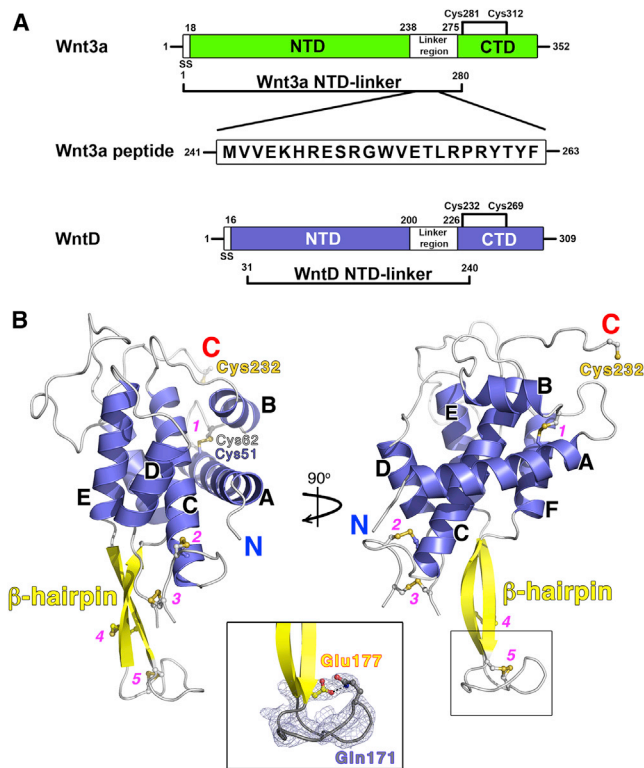 A
Cys281 Cys312
18 238 275
Wnt3a 1 NTD Linker region CTD 352
SS
1 Wnt3a NTD-linker 280
Wnt3a peptide 241 MVVEKHRESRGWVETLRPRYTYF 263
Cys232 Cys269
16 200 226
WntD 1 NTD Linker region CTD 309
SS
31 WntD NTD-linker 240
B
C
Cys232
B
1
Cys62
Cys51
D
E
C
A
N
2
β-hairpin
3
4
5
90°
C
Cys232
B
E
1
D
A
N
F
2
C
3
β-hairpin
4
5
Glu177
Gln171